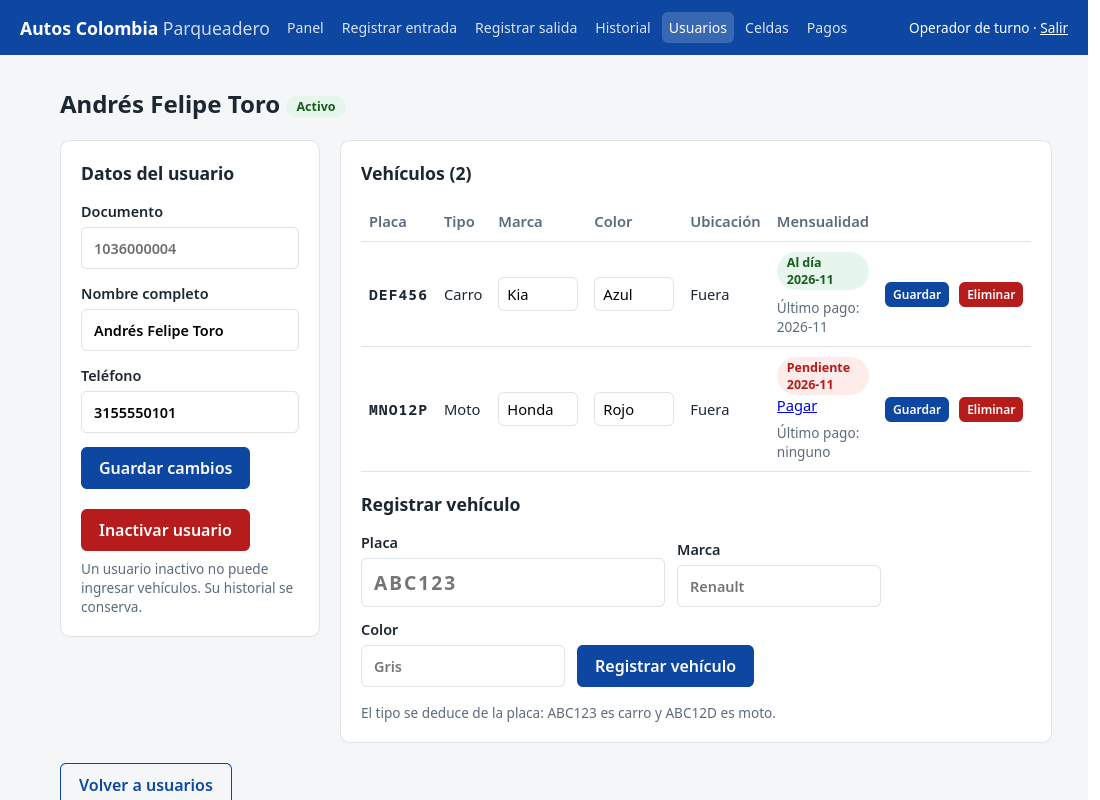 Autos Colombia Parqueadero Panel Registrar entrada Registrar salida Historial Usuarios Celdas Pagos Operador de turno · Salir
Andrés Felipe Toro Activo
Datos del usuario
Documento
1036000004
Nombre completo
Andrés Felipe Toro
Teléfono
3155550101
Guardar cambios
Inactivar usuario
Un usuario inactivo no puede
ingresar vehículos. Su historial se
conserva.
Vehículos (2)
Placa Tipo Marca Color Ubicación Mensualidad
DEF456 Carro Kia Azul Fuera Al día
2026-11
Último pago:
2026-11
Guardar Eliminar
MNO12P Moto Honda Rojo Fuera Pendiente
2026-11
Pagar
Último pago:
ninguno
Guardar Eliminar
Registrar vehículo
Placa
ABC123
Marca
Renault
Color
Gris
Registrar vehículo
El tipo se deduce de la placa: ABC123 es carro y ABC12D es moto.
Volver a usuarios